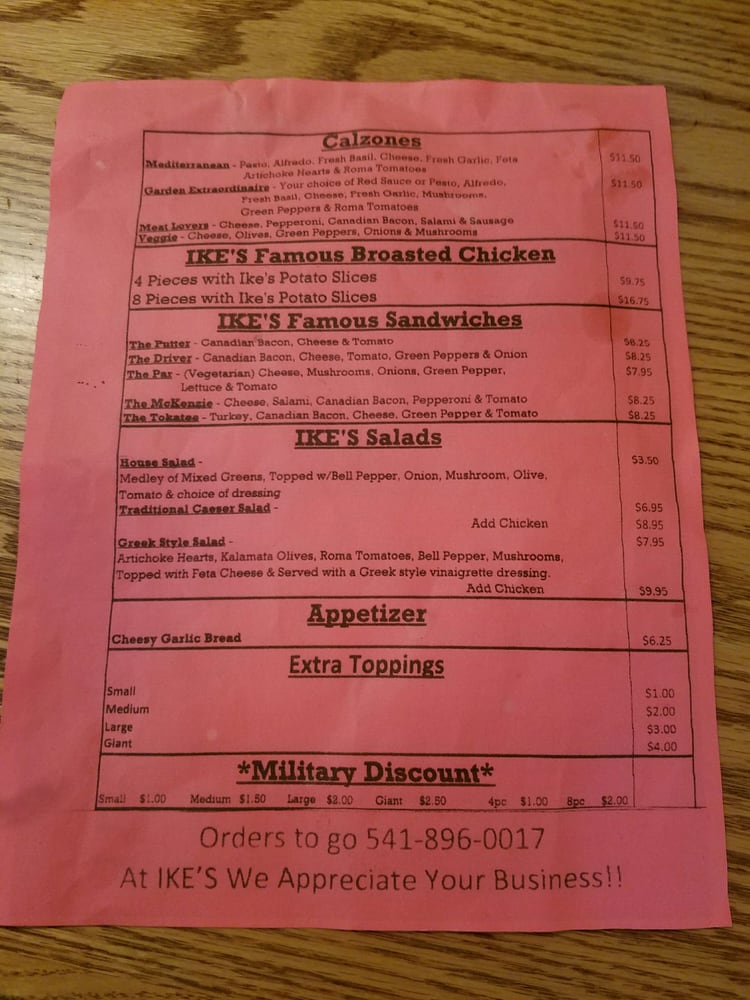 Calzones
Mediterranean - Pesto, Alfredo, Fresh Basil, Cheese, Fresh Garlic, Feta $11.50
Artichoke Hearts & Roma Tomatoes
Garden Extraordinaire - Your choice of Red Sauce or Pesto, Alfredo, $11.50
Fresh Basil, Cheese, Fresh Garlic, Mushrooms,
Green Peppers & Roma Tomatoes
Meat Lovers - Cheese, Pepperoni, Canadian Bacon, Salami & Sausage $11.50
Veggie - Cheese, Olives, Green Peppers, Onions & Mushrooms $11.50
IKE'S Famous Broasted Chicken
4 Pieces with Ike's Potato Slices $9.75
8 Pieces with Ike's Potato Slices $16.75
IKE'S Famous Sandwiches
The Putter - Canadian Bacon, Cheese & Tomato $8.25
The Driver - Canadian Bacon, Cheese, Tomato, Green Peppers & Onion $8.25
The Par - (Vegetarian) Cheese, Mushrooms, Onions, Green Pepper, $7.95
Lettuce & Tomato
The McKenzie - Cheese, Salami, Canadian Bacon, Pepperoni & Tomato $8.25
The Tokatee - Turkey, Canadian Bacon, Cheese, Green Pepper & Tomato $8.25
IKE'S Salads
House Salad - $3.50
Medley of Mixed Greens, Topped w/Bell Pepper, Onion, Mushroom, Olive,
Tomato & choice of dressing
Traditional Caeser Salad - $6.95
Add Chicken $8.95
Greek Style Salad - $7.95
Artichoke Hearts, Kalamata Olives, Roma Tomatoes, Bell Pepper, Mushrooms,
Topped with Feta Cheese & Served with a Greek style vinaigrette dressing.
Add Chicken $9.95
Appetizer
Cheesy Garlic Bread $6.25
Extra Toppings
Small $1.00
Medium $2.00
Large $3.00
Giant $4.00
*Military Discount*
Small $1.00 Medium $1.50 Large $2.00 Giant $2.50 4pc $1.00 8pc $2.00
Orders to go 541-896-0017
At IKE'S We Appreciate Your Business!!